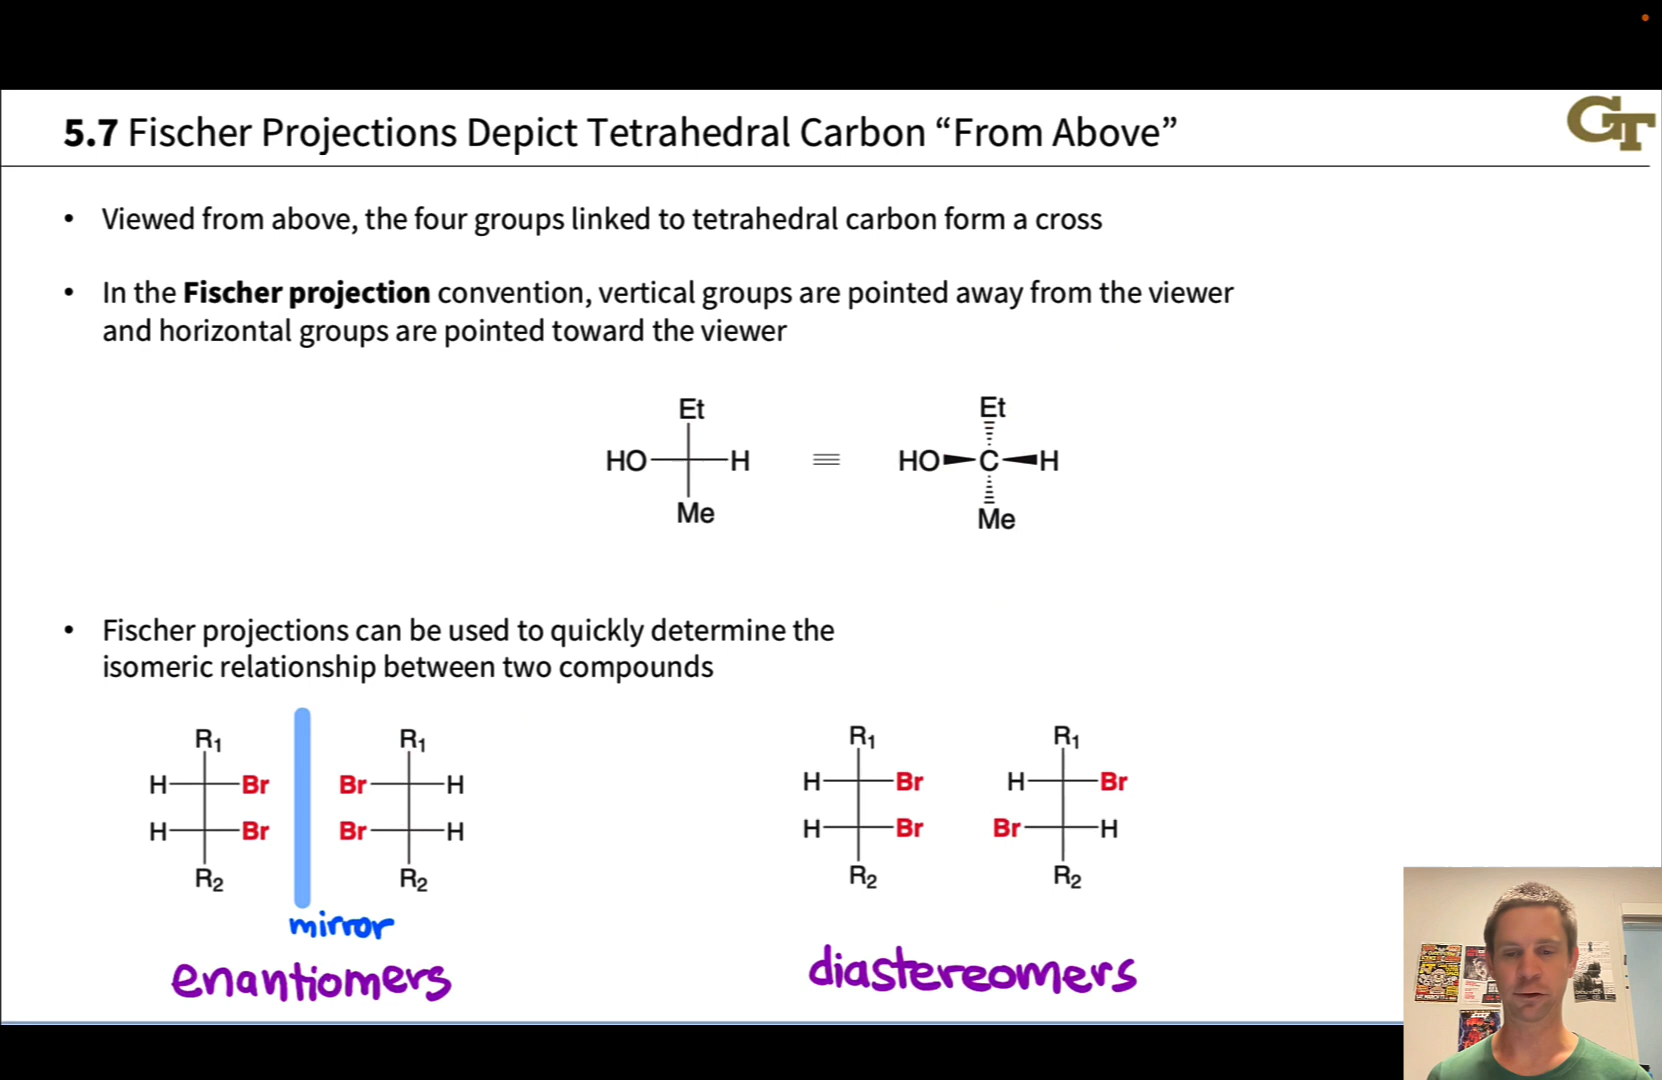 5.7 Fischer Projections Depict Tetrahedral Carbon “From Above”
GT
• Viewed from above, the four groups linked to tetrahedral carbon form a cross
• In the Fischer projection convention, vertical groups are pointed away from the viewer
and horizontal groups are pointed toward the viewer
Et Et
HO H ≡ HO C H
Me Me
• Fischer projections can be used to quickly determine the
isomeric relationship between two compounds
R1 R1 R1 R1
H Br Br H H Br H Br
H Br Br H H Br Br H
R2 R2 R2 R2
mirror
enantiomers diastereomers